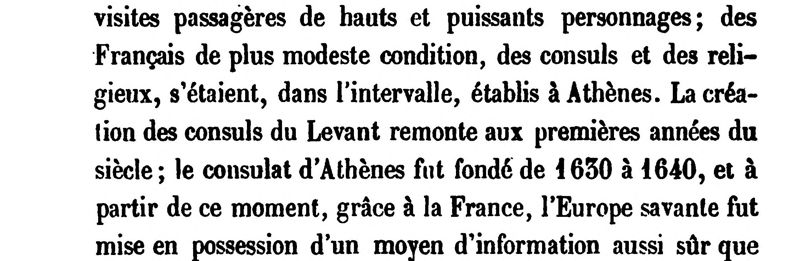 visites passagères de hauts et puissants personnages; des
Français de plus modeste condition, des consuls et des reli-
gieux, s'étaient, dans l'intervalle, établis à Athènes. La créa-
tion des consuls du Levant remonte aux premières années du
siècle; le consulat d'Athènes fut fondé de 1630 à 1640, et à
partir de ce moment, grâce à la France, l'Europe savante fut
mise en possession d'un moyen d'information aussi sûr que